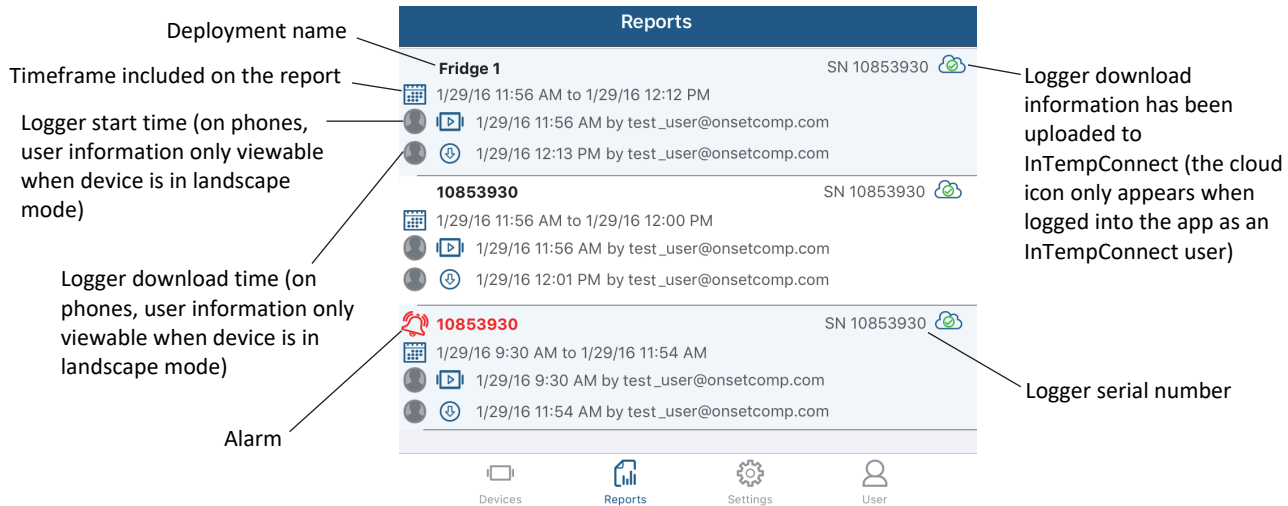 Reports
Deployment name
Fridge 1
SN 10853930
Timeframe included on the report
1/29/16 11:56 AM to 1/29/16 12:12 PM
Logger start time (on phones,
user information only viewable
when device is in landscape
mode)
1/29/16 11:56 AM by test_user@onsetcomp.com
1/29/16 12:13 PM by test_user@onsetcomp.com
Logger download
information has been
uploaded to
InTempConnect (the cloud
icon only appears when
logged into the app as an
InTempConnect user)
10853930
SN 10853930
1/29/16 11:56 AM to 1/29/16 12:00 PM
1/29/16 11:56 AM by test_user@onsetcomp.com
1/29/16 12:01 PM by test_user@onsetcomp.com
Logger download time (on
phones, user information only
viewable when device is in
landscape mode)
10853930
SN 10853930
1/29/16 9:30 AM to 1/29/16 11:54 AM
1/29/16 9:30 AM by test_user@onsetcomp.com
1/29/16 11:54 AM by test_user@onsetcomp.com
Logger serial number
Alarm
Devices
Reports
Settings
User